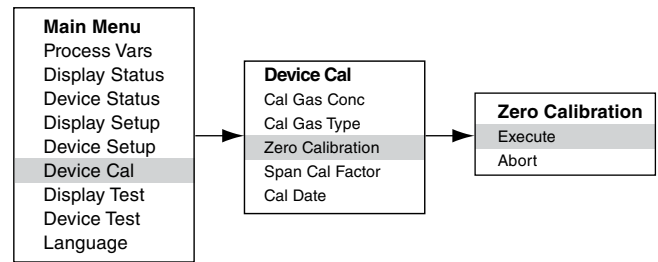 Main Menu
Process Vars
Display Status
Device Status
Display Setup
Device Setup
Device Cal
Display Test
Device Test
Language
Device Cal
Cal Gas Conc
Cal Gas Type
Zero Calibration
Span Cal Factor
Cal Date
Zero Calibration
Execute
Abort